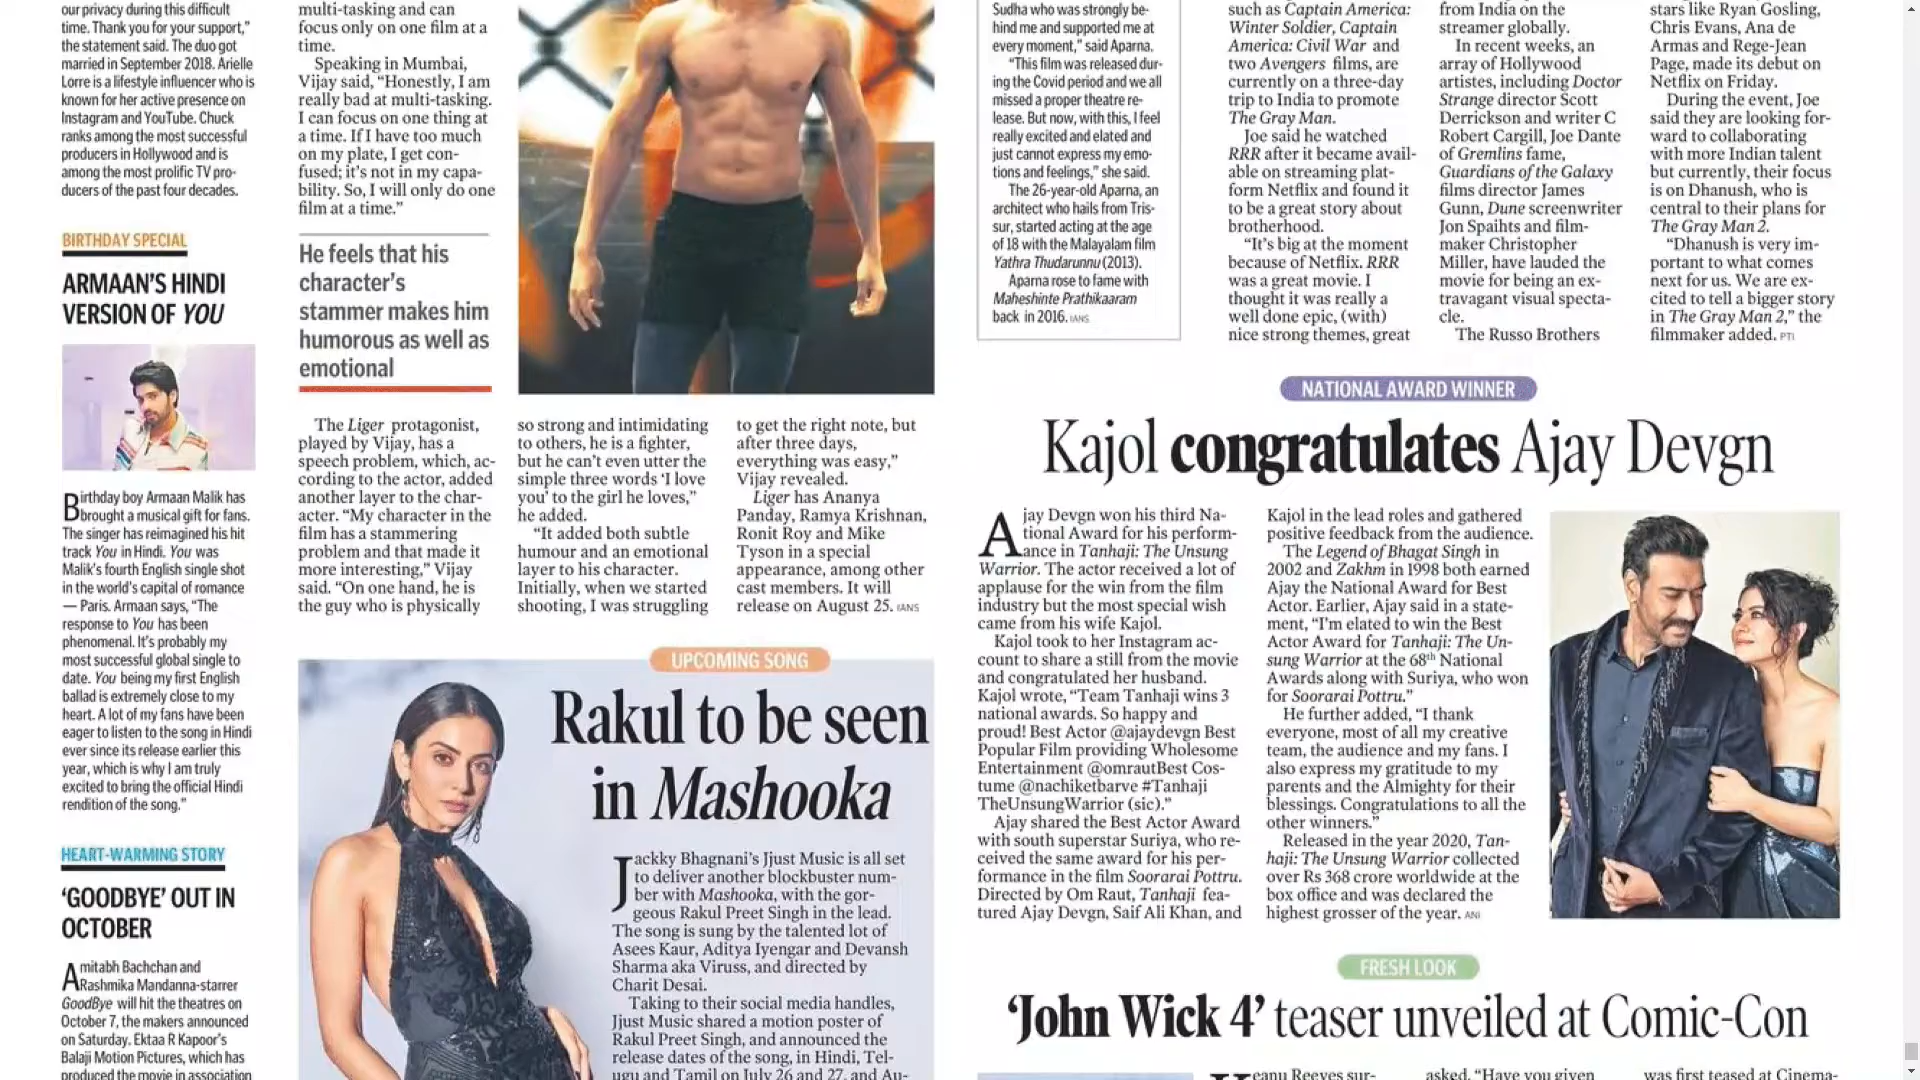 our privacy during this difficult
time. Thank you for your support,”
the statement said. The duo got
married in September 2018. Arielle
Lorre is a lifestyle influencer who is
known for her active presence on
Instagram and YouTube. Chuck
ranks among the most successful
producers in Hollywood and is
among the most prolific TV pro-
ducers of the past four decades.
BIRTHDAY SPECIAL
ARMAAN’S HINDI
VERSION OF YOU
Birthday boy Armaan Malik has
brought a musical gift for fans.
The singer has reimagined his hit
track You in Hindi. You was
Malik’s fourth English single shot
in the world’s capital of romance
— Paris. Armaan says, “The
response to You has been
phenomenal. It’s probably my
most successful global single to
date. You being my first English
ballad is extremely close to my
heart. A lot of my fans have been
eager to listen to the song in Hindi
ever since its release earlier this
year, which is why I am truly
excited to bring the official Hindi
rendition of the song.”
HEART-WARMING STORY
‘GOODBYE’ OUT IN
OCTOBER
Amitabh Bachchan and
Rashmika Mandanna-starrer
GoodBye will hit the theatres on
October 7, the makers announced
on Saturday. Ektaa R Kapoor’s
Balaji Motion Pictures, which has
produced the movie in association
multi-tasking and can
focus only on one film at a
time.
Speaking in Mumbai,
Vijay said, “Honestly, I am
really bad at multi-tasking.
I can focus on one thing at
a time. If I have too much
on my plate, I get con-
fused; it’s not in my capa-
bility. So, I will only do one
film at a time.”
He feels that his
character’s
stammer makes him
humorous as well as
emotional
The Liger protagonist,
played by Vijay, has a
speech problem, which, ac-
cording to the actor, added
another layer to the char-
acter. “My character in the
film has a stammering
problem and that made it
more interesting,” Vijay
said. “On one hand, he is
the guy who is physically
so strong and intimidating
to others, he is a fighter,
but he can’t even utter the
simple three words ‘I love
you’ to the girl he loves,”
he added.
“It added both subtle
humour and an emotional
layer to his character.
Initially, when we started
shooting, I was struggling
to get the right note, but
after three days,
everything was easy,”
Vijay revealed.
Liger has Ananya
Panday, Ramya Krishnan,
Ronit Roy and Mike
Tyson in a special
appearance, among other
cast members. It will
release on August 25. IANS
UPCOMING SONG
Rakul to be seen
in Mashooka
Jackky Bhagnani’s Jjust Music is all set
to deliver another blockbuster num-
ber with Mashooka, with the gor-
geous Rakul Preet Singh in the lead.
The song is sung by the talented lot of
Asees Kaur, Aditya Iyengar and Devansh
Sharma aka Viruss, and directed by
Charit Desai.
Taking to their social media handles,
Jjust Music shared a motion poster of
Rakul Preet Singh, and announced the
release dates of the song, in Hindi, Tel-
ugu and Tamil on July 26 and 27, and Au-
Sudha who was strongly be-
hind me and supported me at
every moment,” said Aparna.
“This film was released dur-
ing the Covid period and we all
missed a proper theatre re-
lease. But now, with this, I feel
really excited and elated and
just cannot express my emo-
tions and feelings,” she said.
The 26-year-old Aparna, an
architect who hails from Tris-
sur, started acting at the age
of 18 with the Malayalam film
Yathra Thudarunnu (2013).
Aparna rose to fame with
Maheshinte Prathikaaram
back in 2016. IANS
such as Captain America:
Winter Soldier, Captain
America: Civil War and
two Avengers films, are
currently on a three-day
trip to India to promote
The Gray Man.
Joe said he watched
RRR after it became avail-
able on streaming plat-
form Netflix and found it
to be a great story about
brotherhood.
“It’s big at the moment
because of Netflix. RRR
was a great movie. I
thought it was really a
well done epic, (with)
nice strong themes, great
from India on the
streamer globally.
In recent weeks, an
array of Hollywood
artistes, including Doctor
Strange director Scott
Derrickson and writer C
Robert Cargill, Joe Dante
of Gremlins fame,
Guardians of the Galaxy
films director James
Gunn, Dune screenwriter
Jon Spaihts and film-
maker Christopher
Miller, have lauded the
movie for being an ex-
travagant visual specta-
cle.
The Russo Brothers
stars like Ryan Gosling,
Chris Evans, Ana de
Armas and Rege-Jean
Page, made its debut on
Netflix on Friday.
During the event, Joe
said they are looking for-
ward to collaborating
with more Indian talent
but currently, their focus
is on Dhanush, who is
central to their plans for
The Gray Man 2.
“Dhanush is very im-
portant to what comes
next for us. We are ex-
cited to tell a bigger story
in The Gray Man 2,” the
filmmaker added. PTI
NATIONAL AWARD WINNER
Kajol congratulates Ajay Devgn
Ajay Devgn won his third Na-
tional Award for his perform-
ance in Tanhaji: The Unsung
Warrior. The actor received a lot of
applause for the win from the film
industry but the most special wish
came from his wife Kajol.
Kajol took to her Instagram ac-
count to share a still from the movie
and congratulated her husband.
Kajol wrote, “Team Tanhaji wins 3
national awards. So happy and
proud! Best Actor @ajaydevgn Best
Popular Film providing Wholesome
Entertainment @omrautBest Cos-
tume @nachiketbarve #Tanhaji
TheUnsungWarrior (sic).”
Ajay shared the Best Actor Award
with south superstar Suriya, who re-
ceived the same award for his per-
formance in the film Soorarai Pottru.
Directed by Om Raut, Tanhaji fea-
tured Ajay Devgn, Saif Ali Khan, and
Kajol in the lead roles and gathered
positive feedback from the audience.
The Legend of Bhagat Singh in
2002 and Zakhm in 1998 both earned
Ajay the National Award for Best
Actor. Earlier, Ajay said in a state-
ment, “I’m elated to win the Best
Actor Award for Tanhaji: The Un-
sung Warrior at the 68th National
Awards along with Suriya, who won
for Soorarai Pottru.”
He further added, “I thank
everyone, most of all my creative
team, the audience and my fans. I
also express my gratitude to my
parents and the Almighty for their
blessings. Congratulations to all the
other winners.”
Released in the year 2020, Tan-
haji: The Unsung Warrior collected
over Rs 368 crore worldwide at the
box office and was declared the
highest grosser of the year. ANI
FRESH LOOK
‘John Wick 4’ teaser unveiled at Comic-Con
Keanu Reeves sur-
asked, “Have you given
was first teased at Cinema-